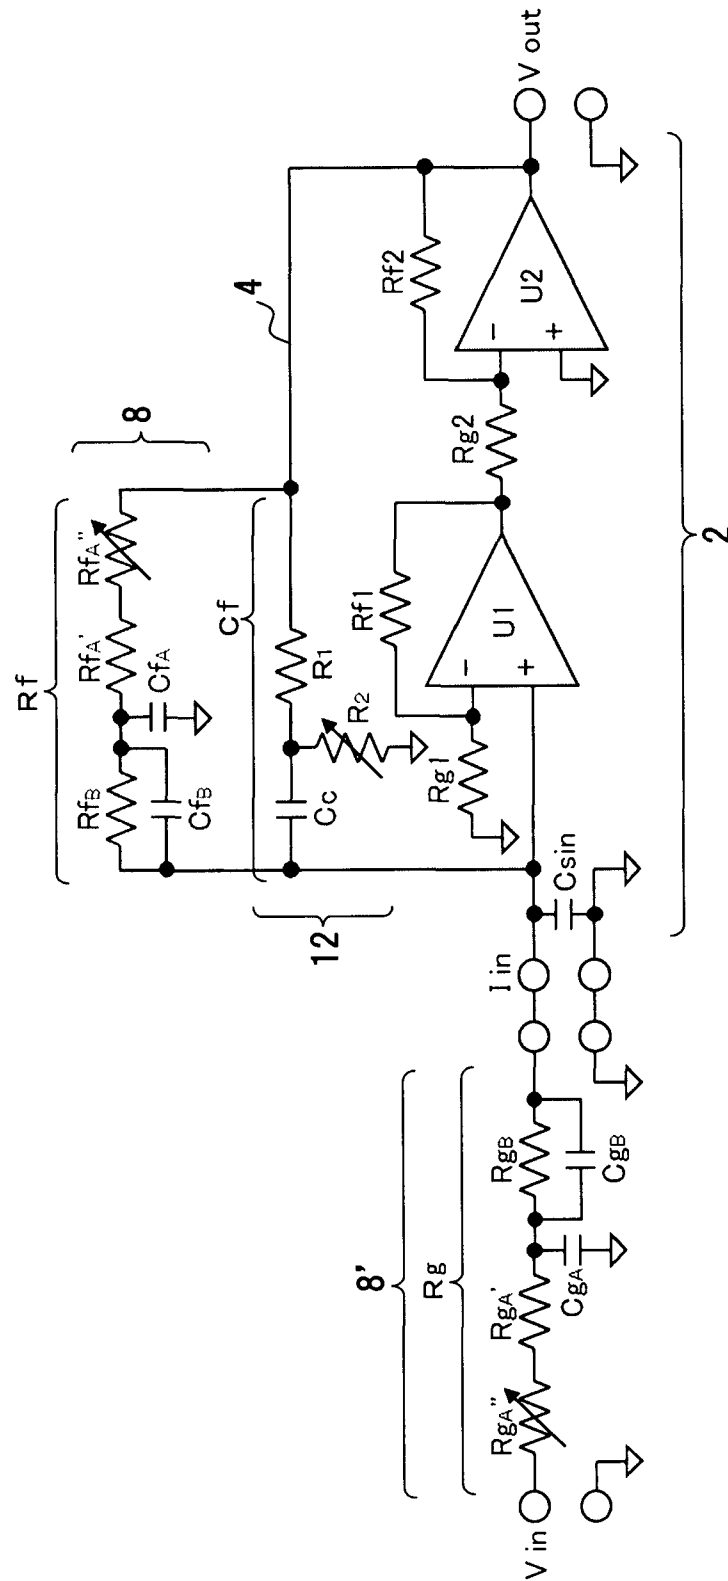 Rf
8
RfB
RfA'
RfA"
CfB
CfA
4
Cf
12
Cc
R1
R2
Rf1
Rf2
Rg1
Rg2
-
+
U1
-
+
U2
V out
8'
Rg
I in
Csin
RgA"
RgA'
RgB
CgA
CgB
V in
2